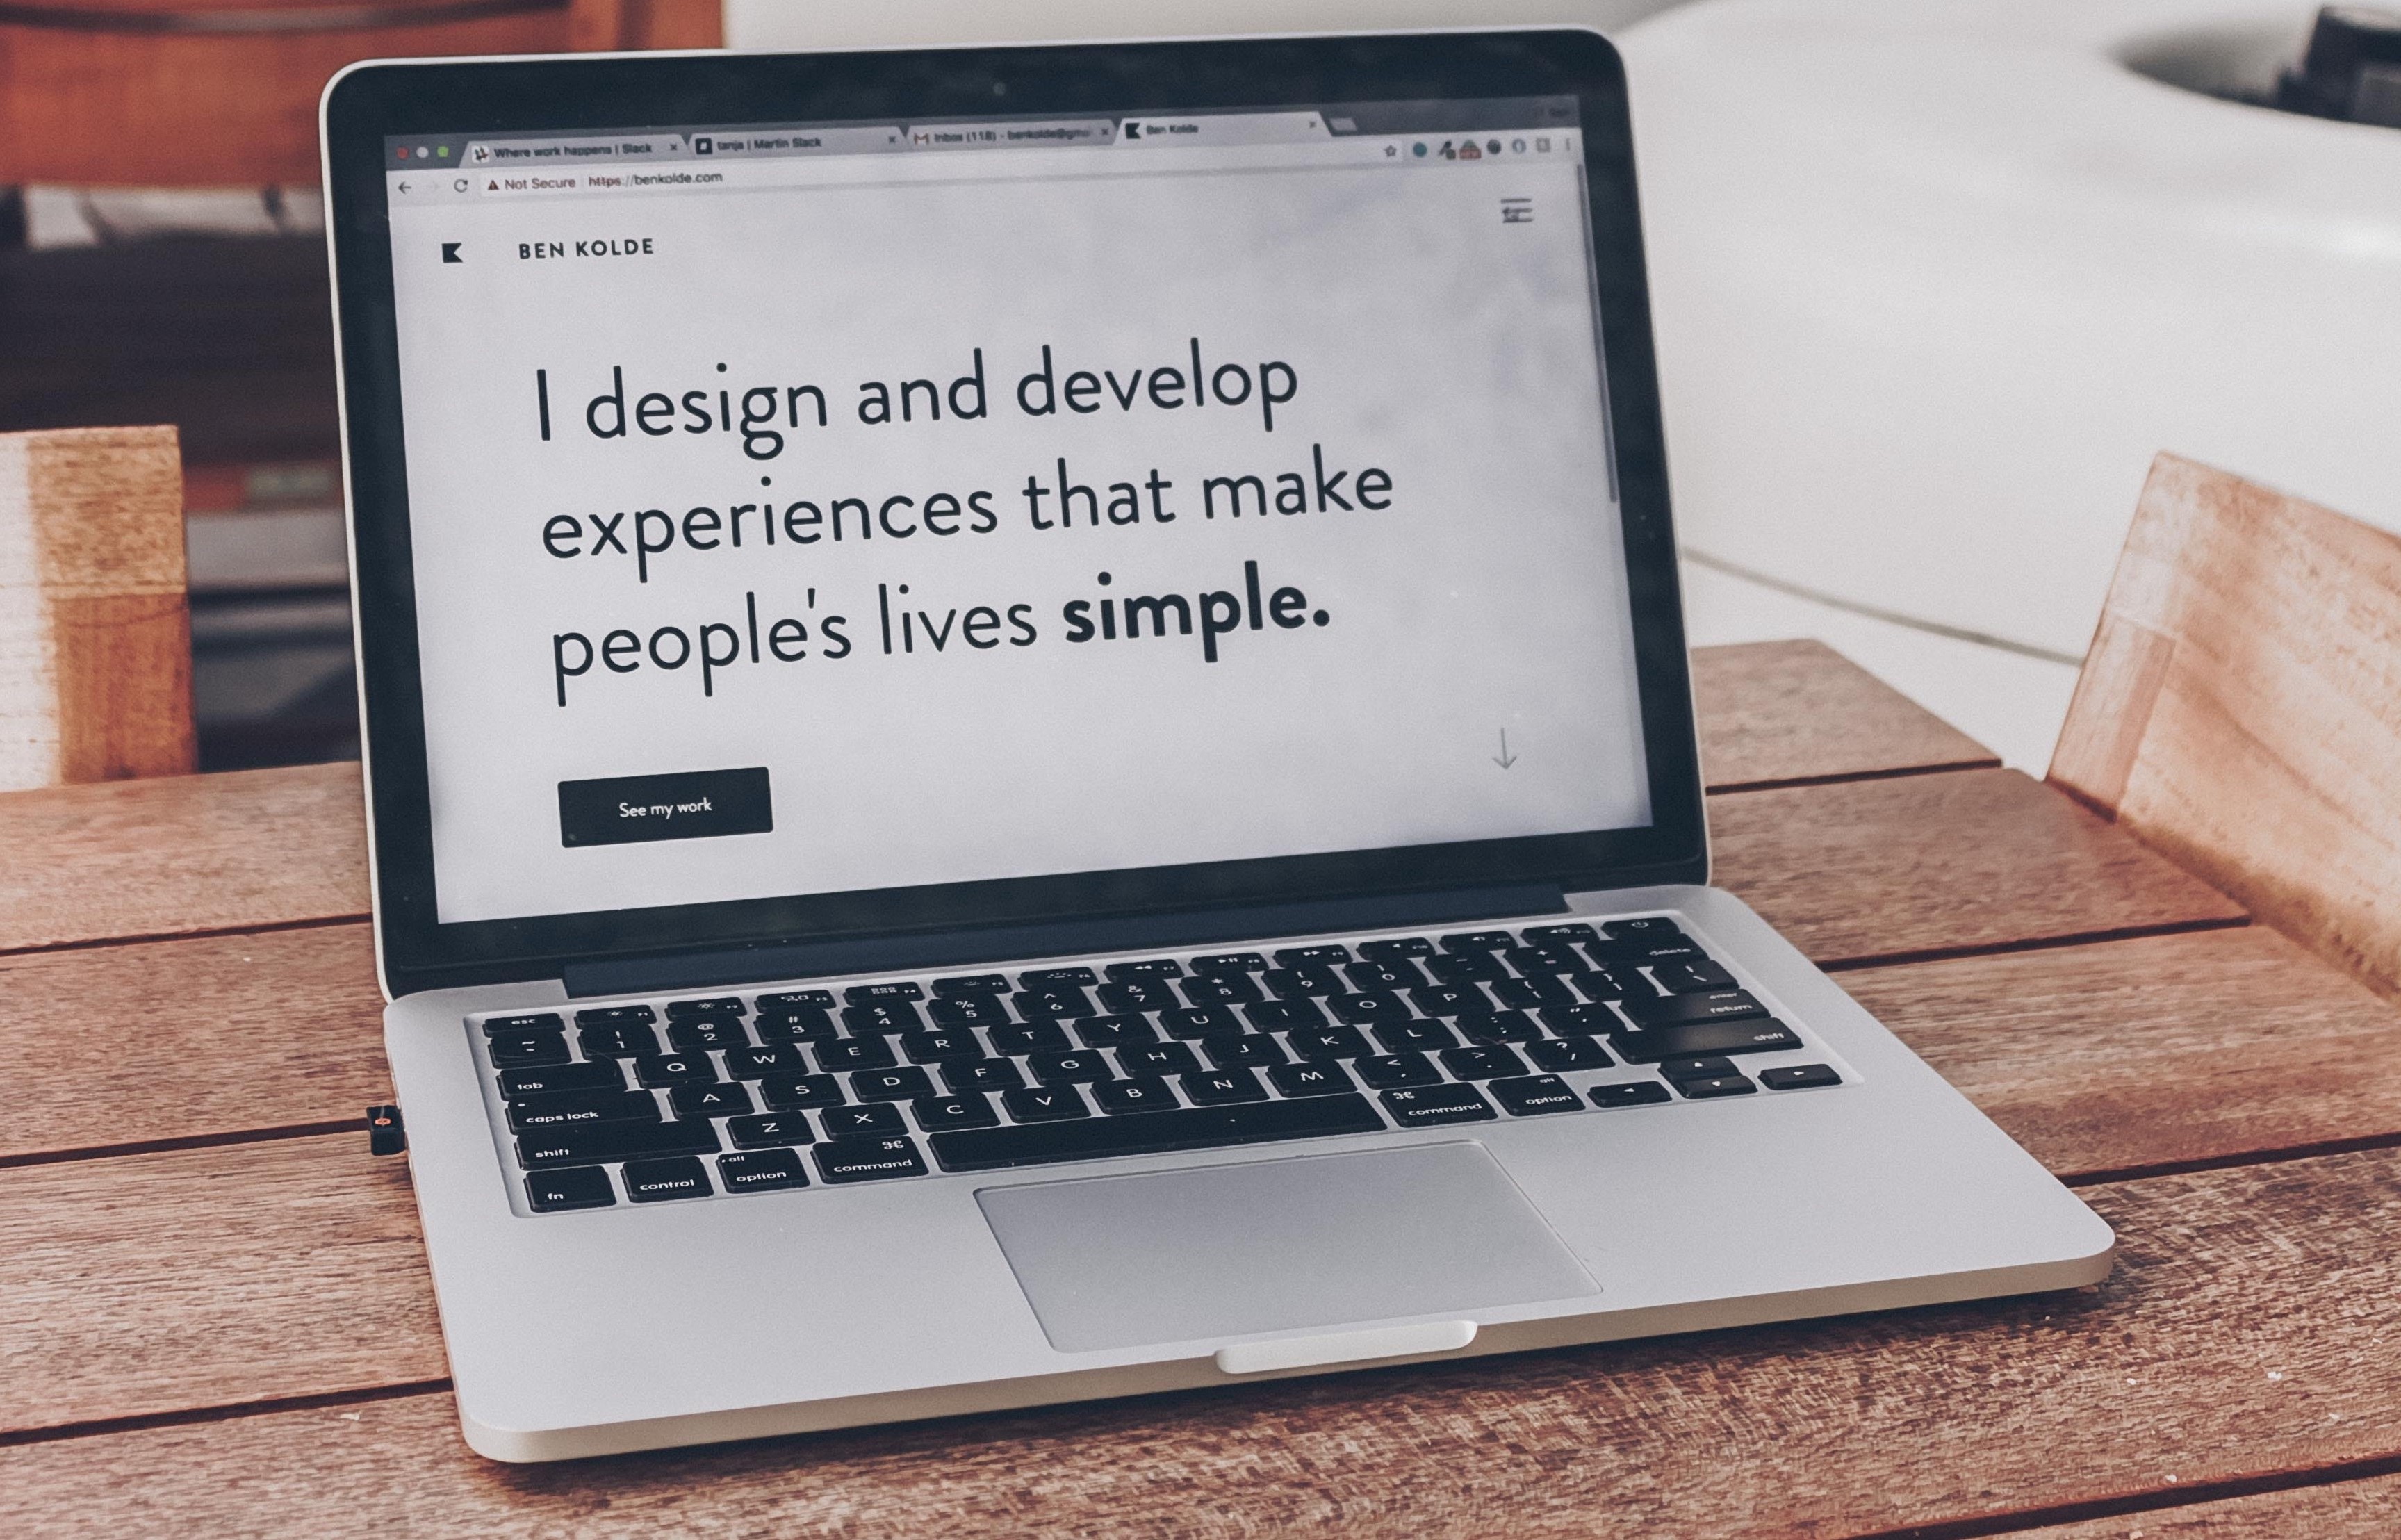 Where work happens | Slack
tanja | Martin Slack
Inbox (118) - benkolde@gma
Ben Kolde
Not Secure https://benkolde.com
BEN KOLDE
I design and develop
experiences that make
people's lives simple.
See my work
esc
~ ! 1 @ 2 # 3 $ 4 % 5 ^ 6 & 7 * 8 ( 9 ) 0 delete
tab Q W E R T Y U I O P
caps lock A S D F G H J K L enter return
shift Z X C V B N M < , > . ? / shift
fn control alt option ⌘ command ⌘ command alt option